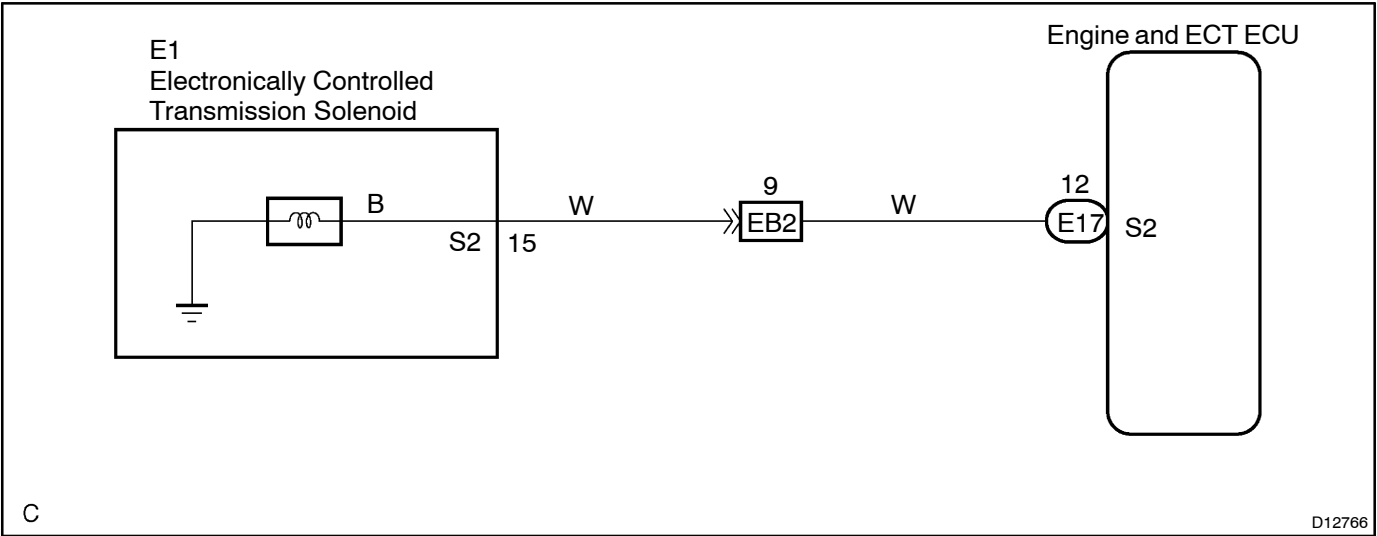 Engine and ECT ECU
E1
Electronically Controlled
Transmission Solenoid
B
W
9
W
12
EB2
E17
S2
15
S2
C
D12766